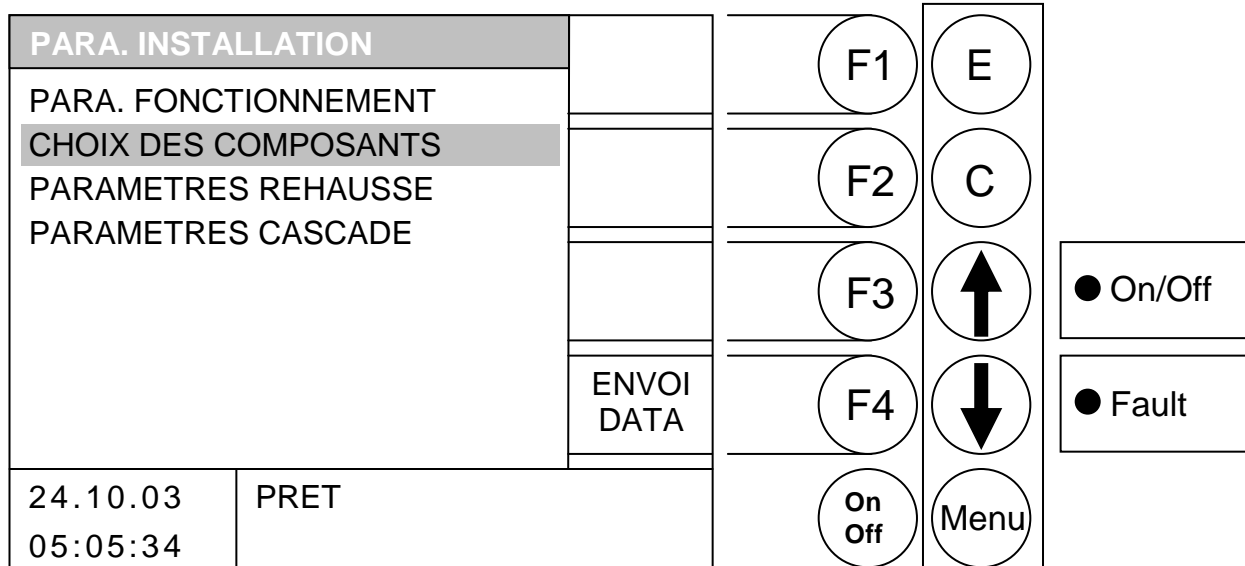 PARA. INSTALLATION
PARA. FONCTIONNEMENT
CHOIX DES COMPOSANTS
PARAMETRES REHAUSSE
PARAMETRES CASCADE
ENVOI
DATA
24.10.03
PRET
05:05:34
F1
E
F2
C
F3
On/Off
F4
Fault
On
Off
Menu